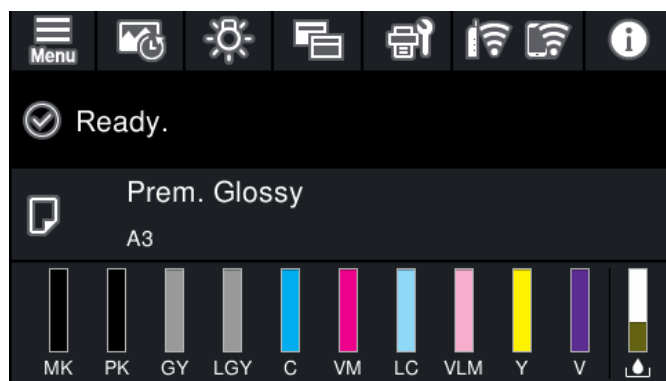 Menu
Ready.
Prem. Glossy
A3
MK PK GY LGY C VM LC VLM Y V